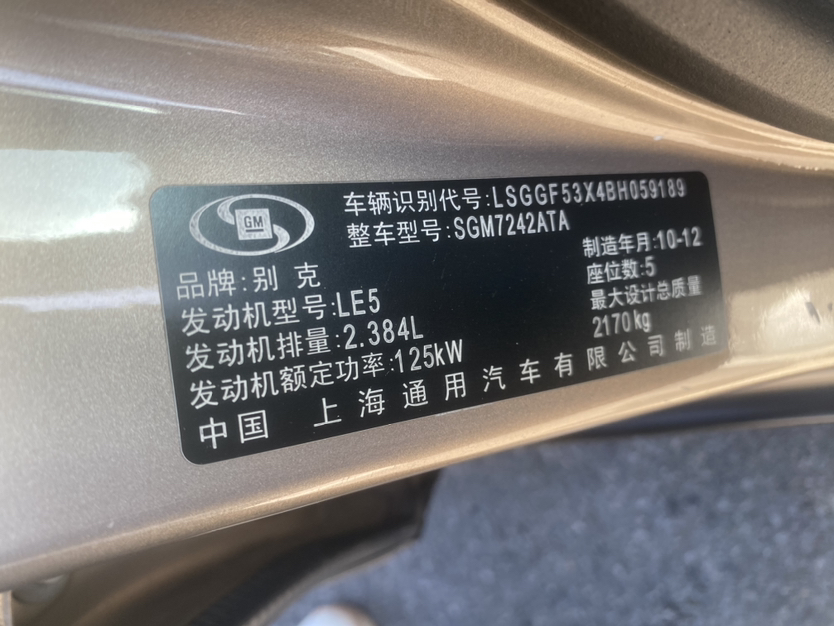 GM
车辆识别代号:LSGGF53X4BH059189
整车型号:SGM7242ATA
品牌:别克
制造年月:10-12
发动机型号:LE5
座位数:5
发动机排量:2.384L
最大设计总质量
2170kg
发动机额定功率:125kW
中国 上海通用汽车有限公司制造